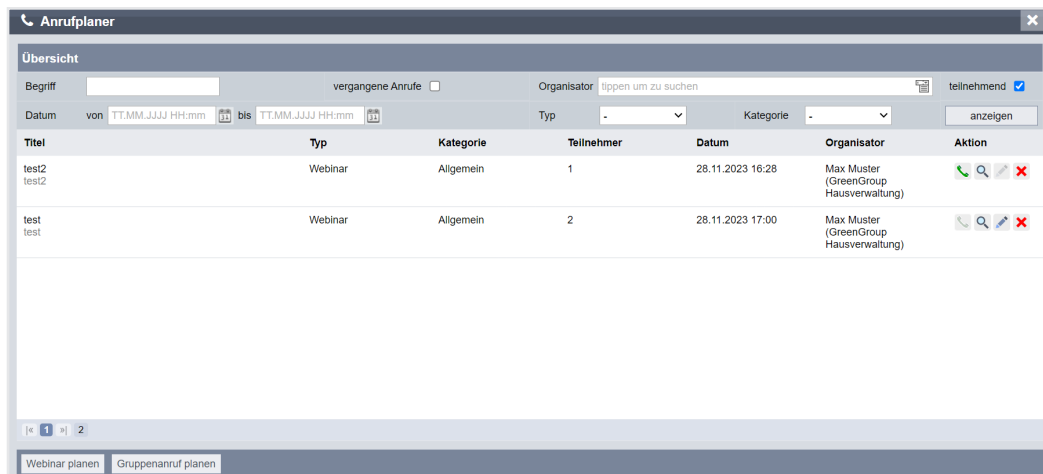 Anrufplaner
Übersicht
Begriff vergangene Anrufe Organisator tippen um zu suchen teilnehmend
Datum von TT.MM.JJJJ HH:mm bis TT.MM.JJJJ HH:mm Typ - Kategorie - anzeigen
Titel Typ Kategorie Teilnehmer Datum Organisator Aktion
test2 Webinar Allgemein 1 28.11.2023 16:28 Max Muster
test2 (GreenGroup
Hausverwaltung)
test Webinar Allgemein 2 28.11.2023 17:00 Max Muster
test (GreenGroup
Hausverwaltung)
|« 1 »| 2
Webinar planen Gruppenanruf planen